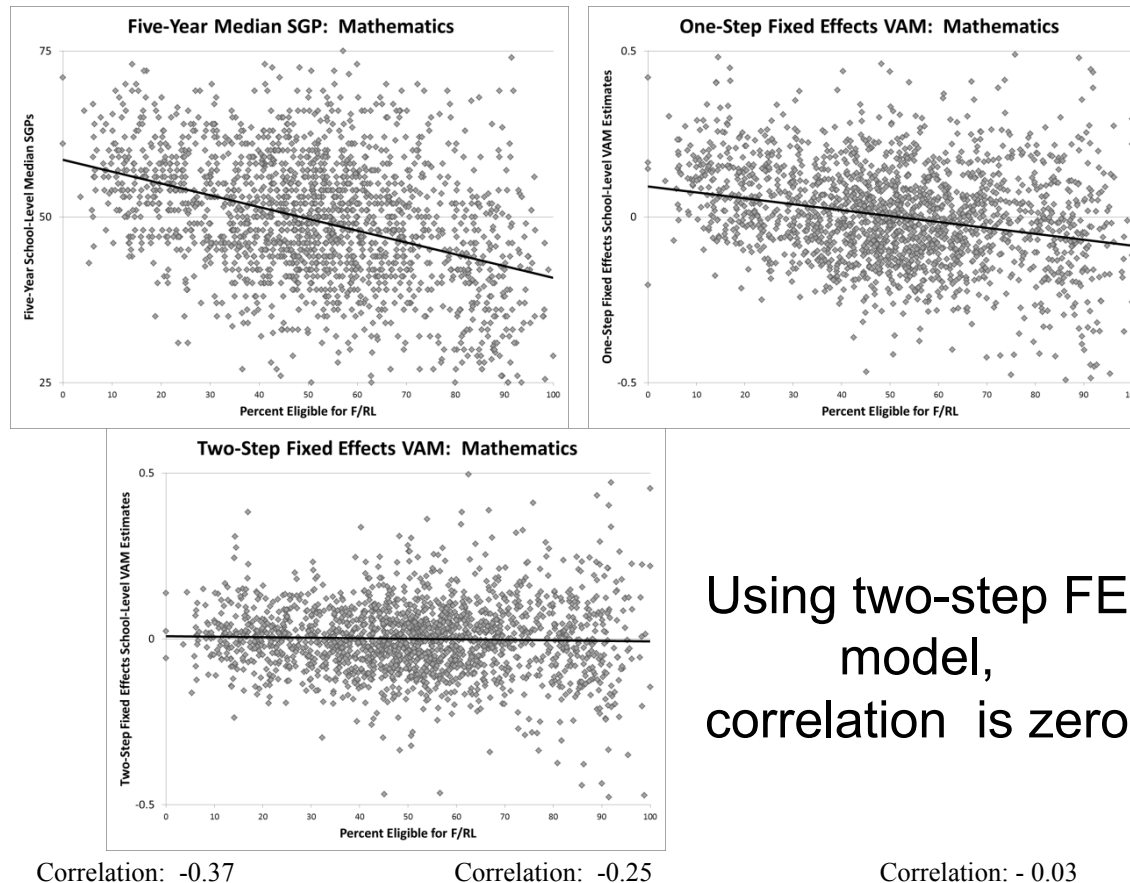 Five-Year Median SGP: Mathematics
Five-Year School-Level Median SGPs
75
50
25
0 10 20 30 40 50 60 70 80 90 100
Percent Eligible for F/RL
One-Step Fixed Effects VAM: Mathematics
One-Step Fixed Effects School-Level VAM Estimates
0.5
0
-0.5
0 10 20 30 40 50 60 70 80 90
Percent Eligible for F/RL
Two-Step Fixed Effects VAM: Mathematics
Two-Step Fixed Effects School-Level VAM Estimates
0.5
0
-0.5
0 10 20 30 40 50 60 70 80 90 100
Percent Eligible for F/RL
Using two-step FE
model,
correlation is zero
Correlation: -0.37 Correlation: -0.25 Correlation: - 0.03